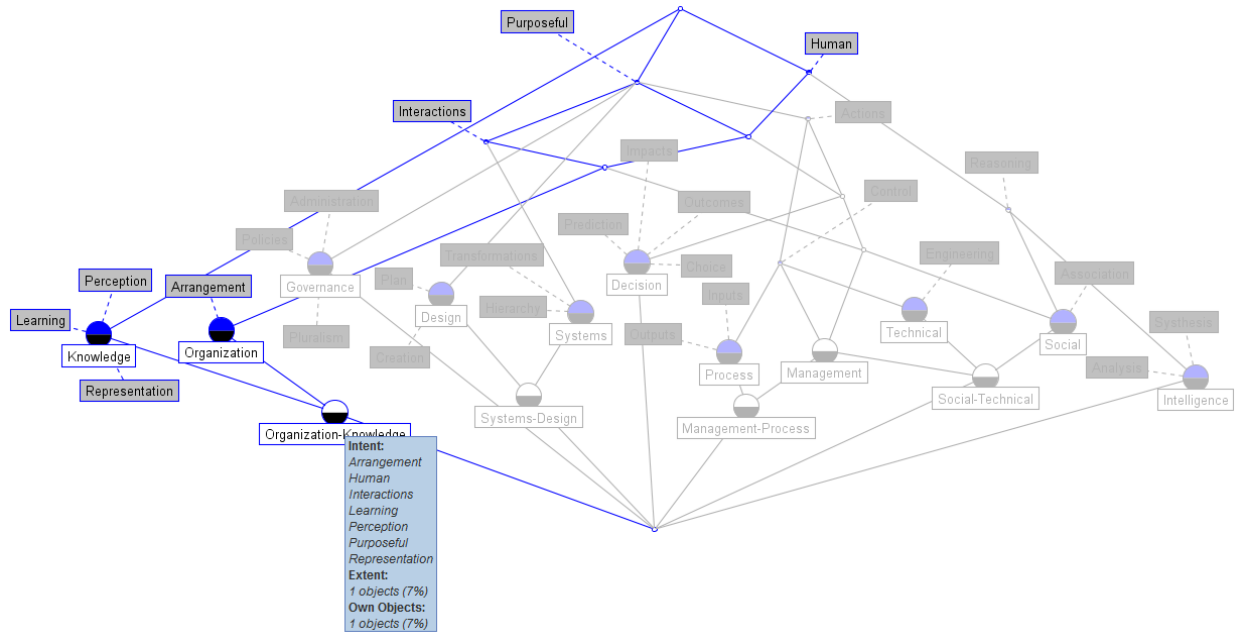 Purposeful
Human
Interactions
Actions
Impacts
Reasoning
Administration
Control
Outcomes
Prediction
Policies
Transformations
Engineering
Perception
Plan
Choice
Association
Arrangement
Governance
Decision
Inputs
Hierarchy
Design
Systems
Learning
Technical
Systhesis
Knowledge
Organization
Pluralism
Outputs
Social
Creation
Process
Management
Analysis
Representation
Intelligence
Social-Technical
Systems-Design
Management-Process
Organization-Knowledge
Intent:
Arrangement
Human
Interactions
Learning
Perception
Purposeful
Representation
Extent:
1 objects (7%)
Own Objects:
1 objects (7%)